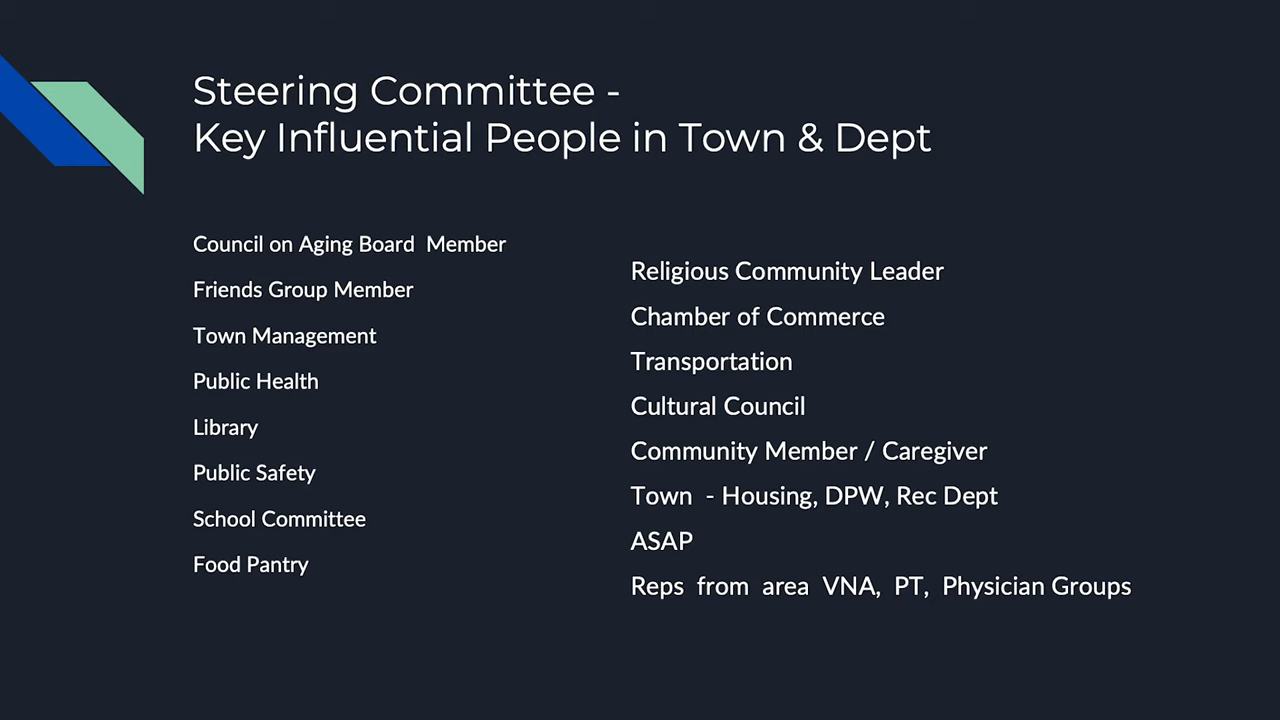 Steering Committee -
Key Influential People in Town & Dept
Council on Aging Board  Member
Friends Group Member
Town Management
Public Health
Library
Public Safety
School Committee
Food Pantry
Religious Community Leader
Chamber of Commerce
Transportation
Cultural Council
Community Member / Caregiver
Town  - Housing, DPW, Rec Dept
ASAP
Reps  from  area  VNA,  PT,  Physician Groups